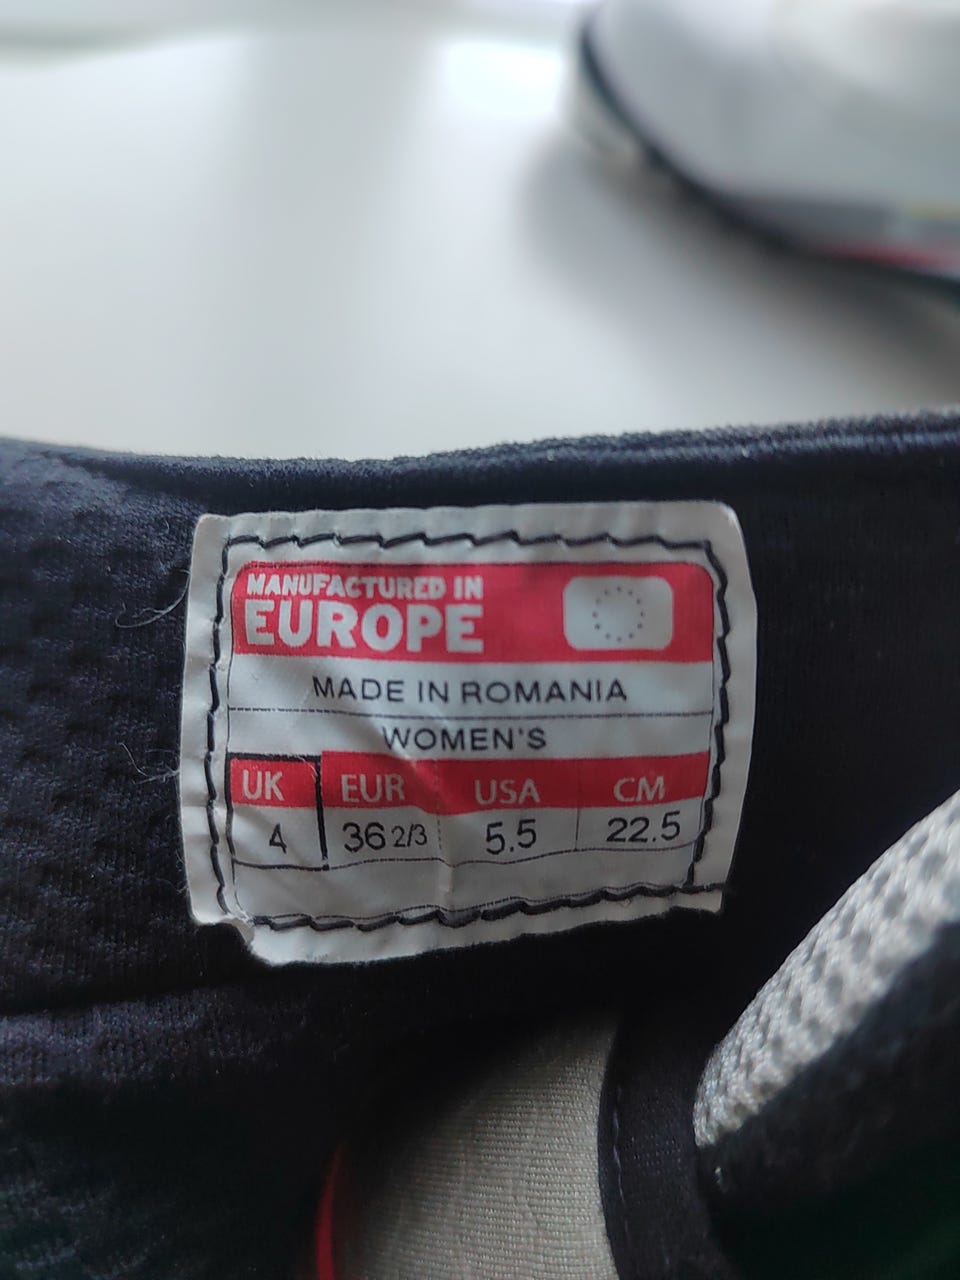 MANUFACTURED IN
EUROPE
MADE IN ROMANIA
WOMEN'S
UK EUR USA CM
4 36 2/3 5.5 22.5